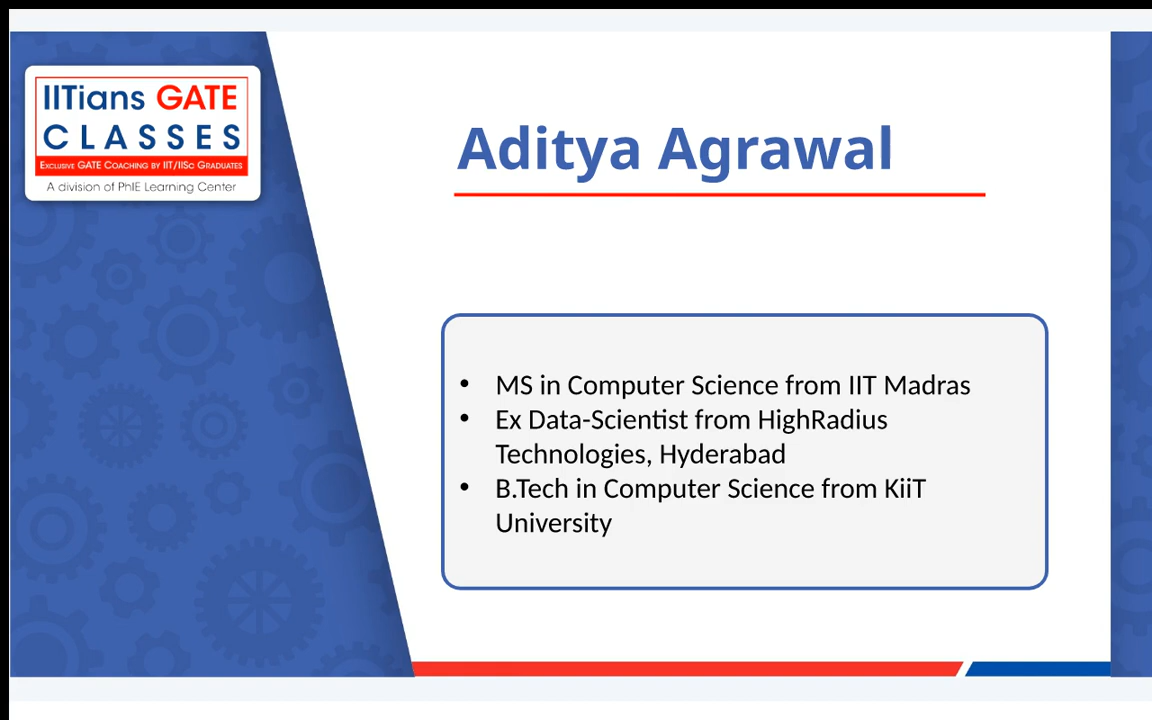 IITians GATE
CLASSES
EXCLUSIVE GATE COACHING BY IIT/IISc GRADUATES
A division of PhIE Learning Center
Aditya Agrawal
• MS in Computer Science from IIT Madras
• Ex Data-Scientist from HighRadius
Technologies, Hyderabad
• B.Tech in Computer Science from KiiT
University